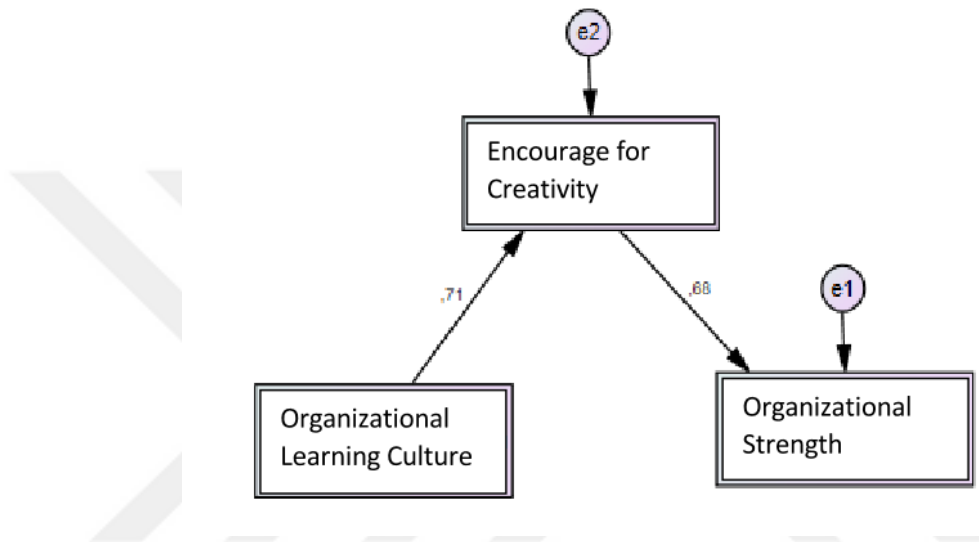 e2
Encourage for
Creativity
,71
,68
e1
Organizational
Learning Culture
Organizational
Strength